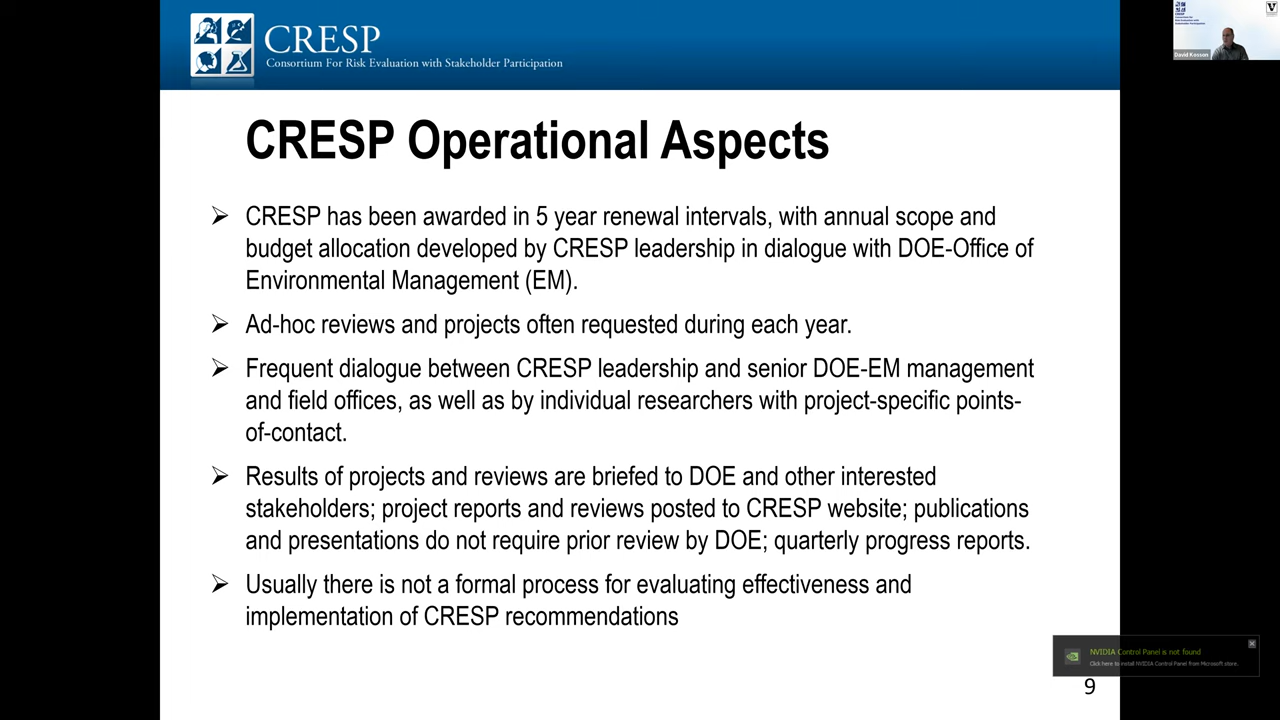 CRESP
Consortium For Risk Evaluation with Stakeholder Participation
David Kosson
CRESP Operational Aspects
➢ CRESP has been awarded in 5 year renewal intervals, with annual scope and
budget allocation developed by CRESP leadership in dialogue with DOE-Office of
Environmental Management (EM).
➢ Ad-hoc reviews and projects often requested during each year.
➢ Frequent dialogue between CRESP leadership and senior DOE-EM management
and field offices, as well as by individual researchers with project-specific points-
of-contact.
➢ Results of projects and reviews are briefed to DOE and other interested
stakeholders; project reports and reviews posted to CRESP website; publications
and presentations do not require prior review by DOE; quarterly progress reports.
➢ Usually there is not a formal process for evaluating effectiveness and
implementation of CRESP recommendations
NVIDIA Control Panel is not found
Click here to install NVIDIA Control Panel from Microsoft store.
9